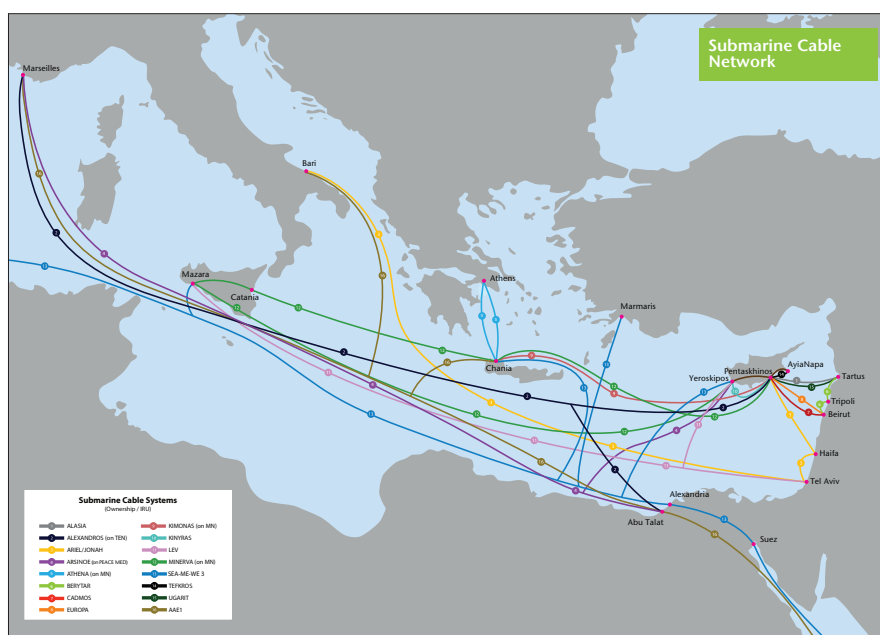 Submarine Cable
Network
Marseilles
Bari
Mazara
Catania
Athens
Chania
Marmaris
Yeroskipos
Pentaskhinos
AyiaNapa
Tartus
Tripoli
Beirut
Haifa
Tel Aviv
Alexandria
Abu Talat
Suez
Submarine Cable Systems
(Ownership / IRU)
ALASIA
ALEXANDROS (on TEN)
ARIEL/JONAH
ARSINOE (on PEACE MED)
ATHENA (on MN)
BERYTAR
CADMOS
EUROPA
KIMONAS (on MN)
KINYRAS
LEV
MINERVA (on MN)
SEA-ME-WE 3
TEFKROS
UGARIT
AAE1